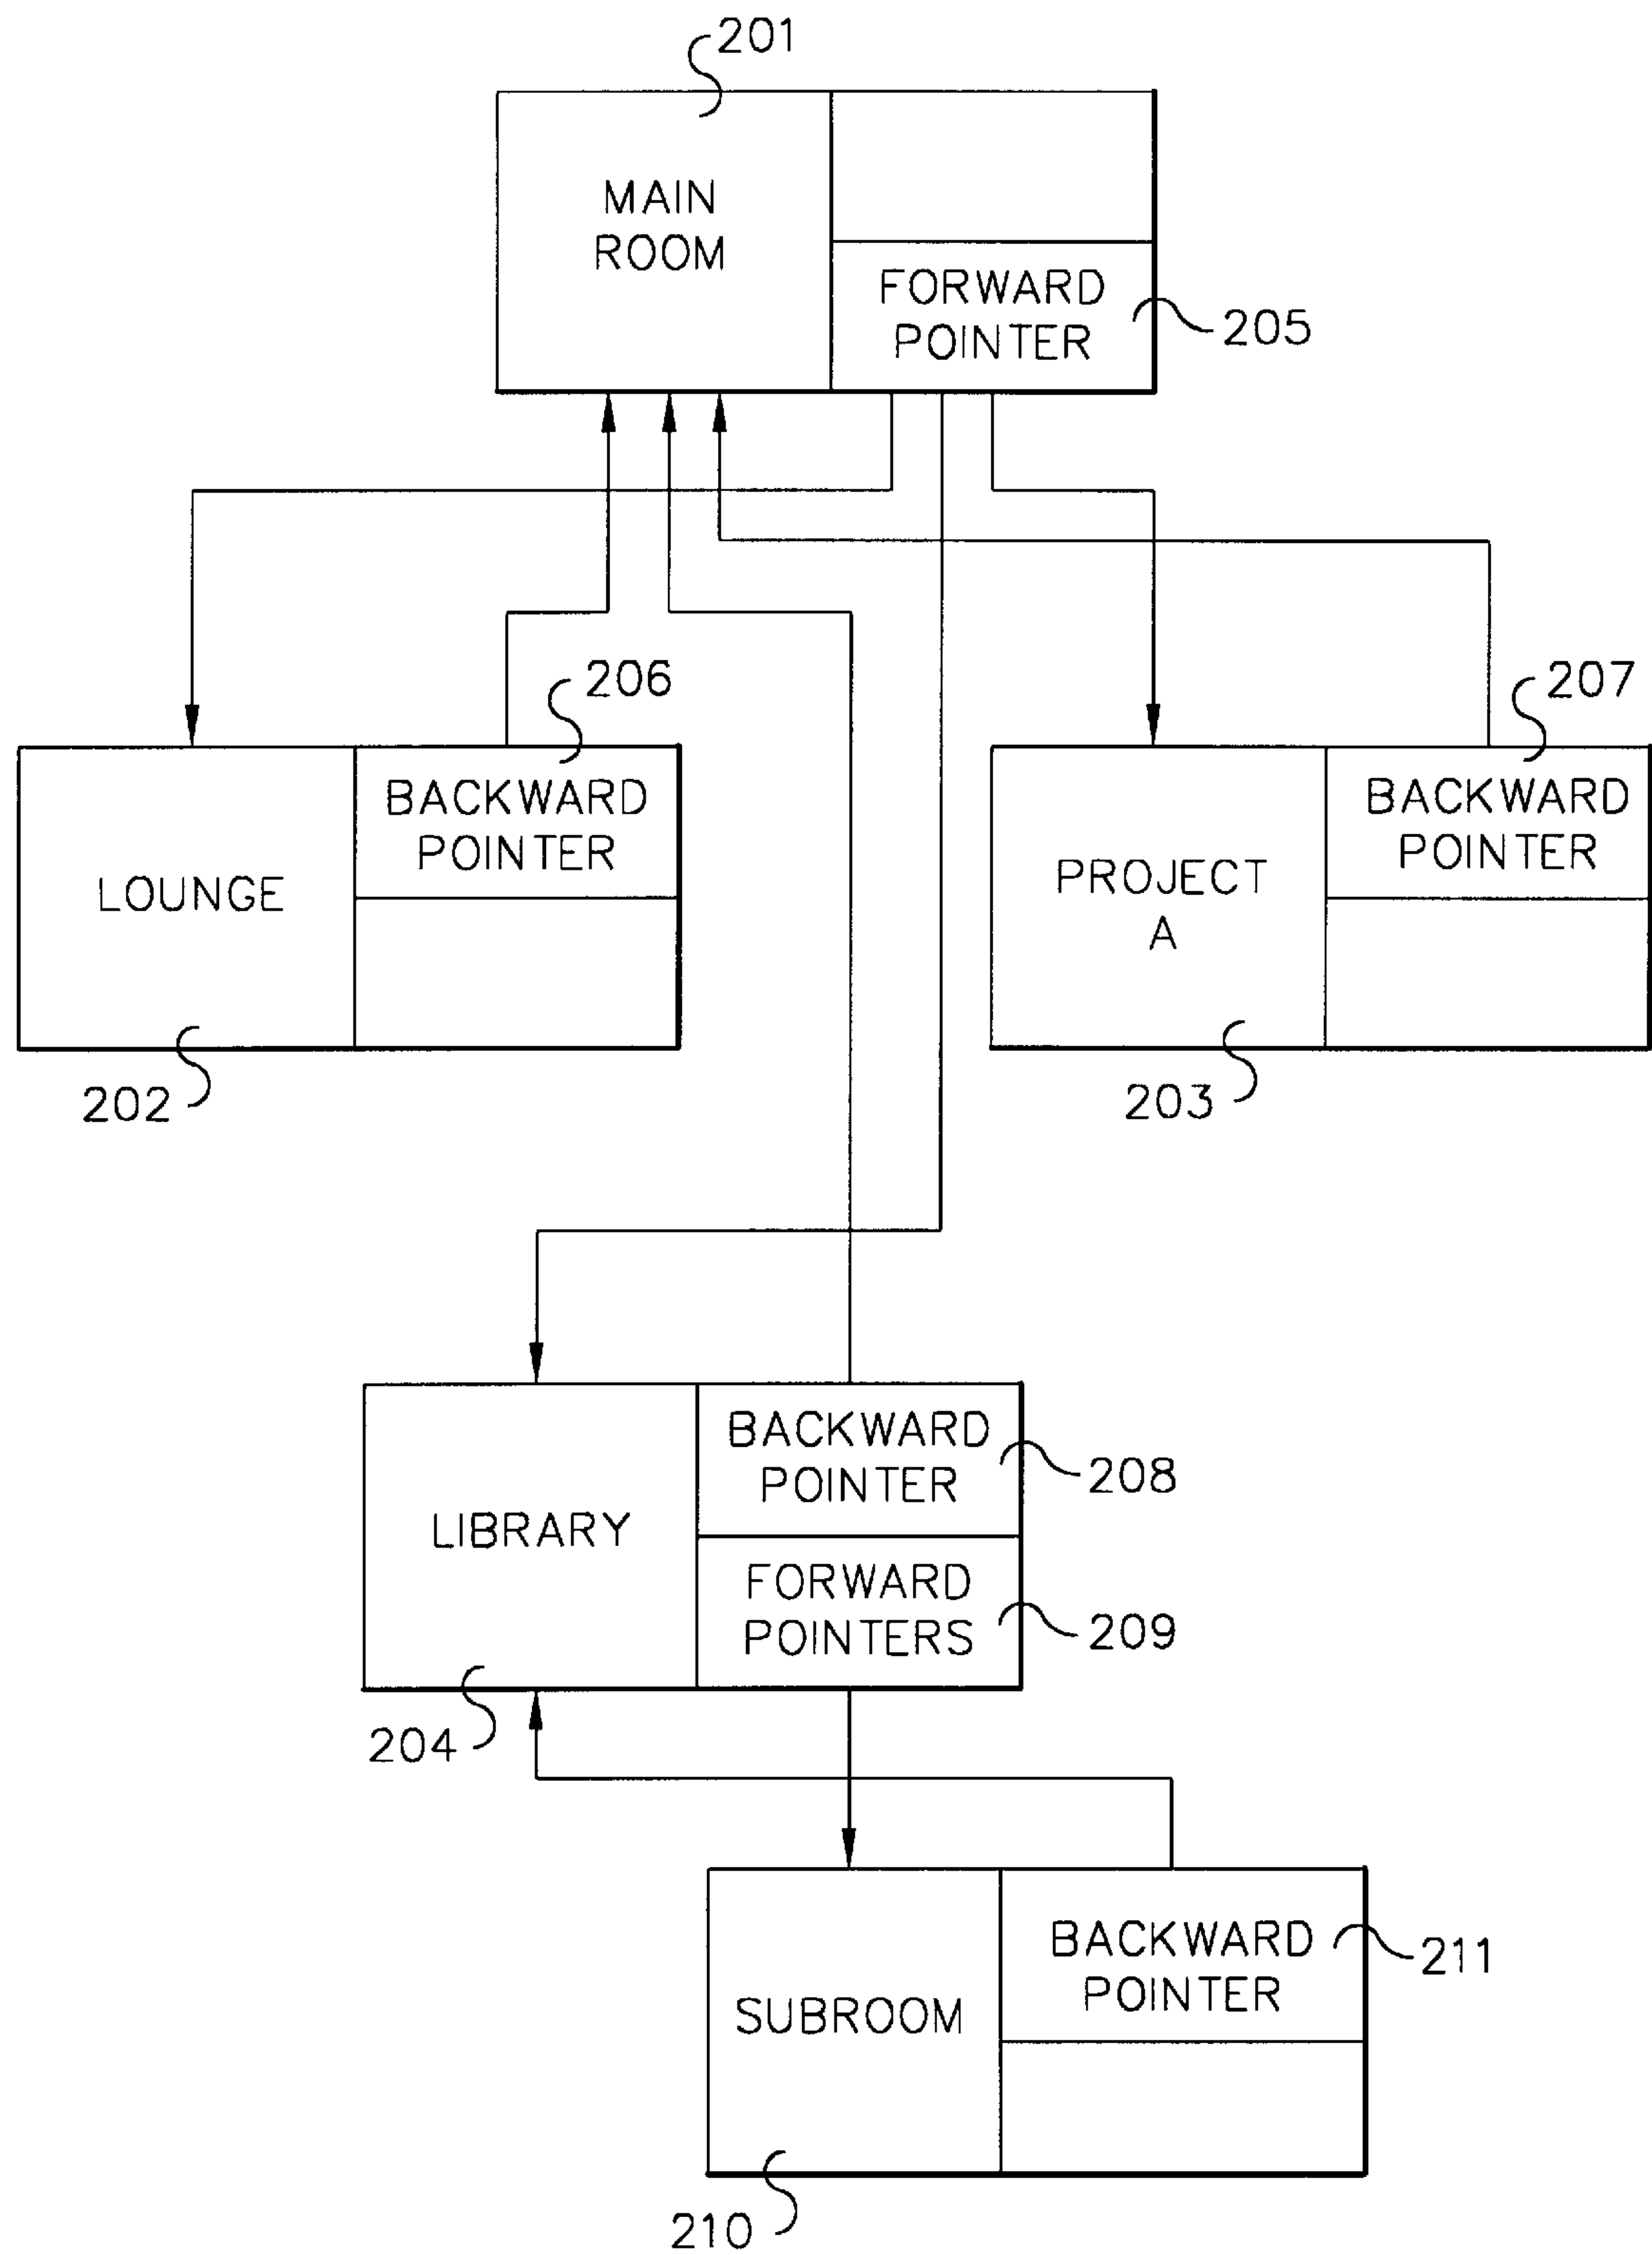 201
MAIN
ROOM
FORWARD
POINTER
205
206
207
LOUNGE
BACKWARD
POINTER
PROJECT
A
BACKWARD
POINTER
202
203
LIBRARY
BACKWARD
POINTER
208
FORWARD
POINTERS
209
204
SUBROOM
BACKWARD
POINTER
211
210